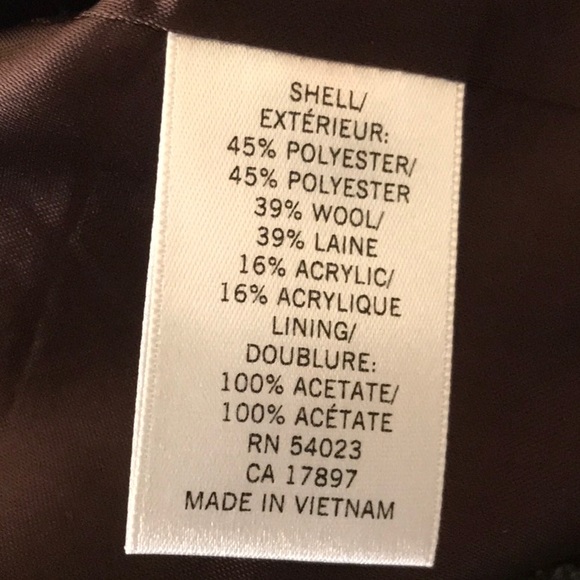 SHELL/
EXTÉRIEUR:
45% POLYESTER/
45% POLYESTER
39% WOOL/
39% LAINE
16% ACRYLIC/
16% ACRYLIQUE
LINING/
DOUBLURE:
100% ACETATE/
100% ACÉTATE
RN 54023
CA 17897
MADE IN VIETNAM